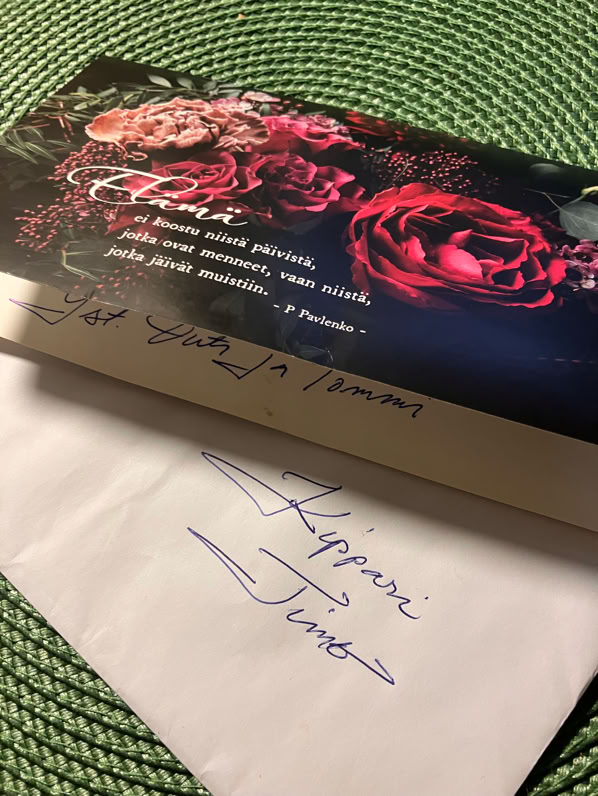 Elämä
ei koostu niistä päivistä,
jotka ovat menneet, vaan niistä,
jotka jäivät muistiin.
- P Pavlenko -
Yst. Outi Ja Tommi
Kippari
Timo